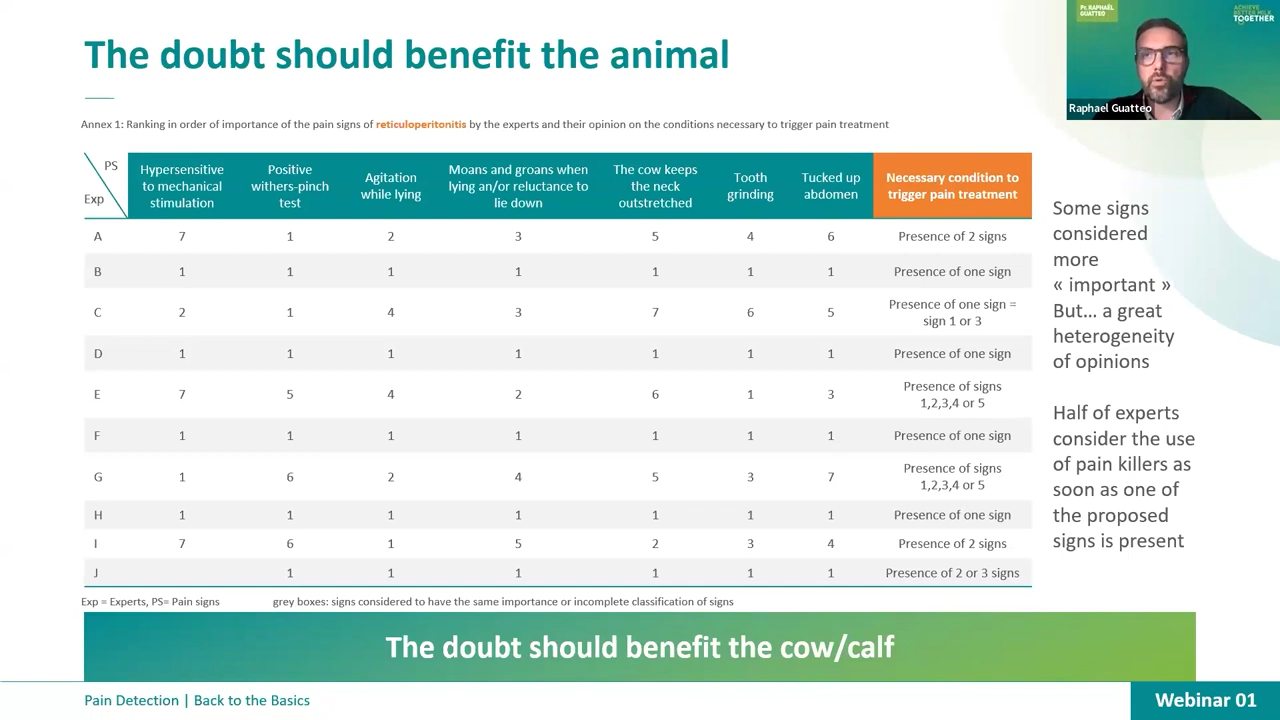 The doubt should benefit the animal
Pr. RAPHAËL
GUATTEO
ACHIEVE
BETTER MILK
TOGETHER
Raphael Guatteo
Annex 1: Ranking in order of importance of the pain signs of reticuloperitonitis by the experts and their opinion on the conditions necessary to trigger pain treatment
PS
Exp
Hypersensitive
to mechanical
stimulation
Positive
withers-pinch
test
Agitation
while lying
Moans and groans when
lying an/or reluctance to
lie down
The cow keeps
the neck
outstretched
Tooth
grinding
Tucked up
abdomen
Necessary condition to
trigger pain treatment
A 7 1 2 3 5 4 6 Presence of 2 signs
B 1 1 1 1 1 1 1 Presence of one sign
C 2 1 4 3 7 6 5 Presence of one sign =
sign 1 or 3
D 1 1 1 1 1 1 1 Presence of one sign
E 7 5 4 2 6 1 3 Presence of signs
1,2,3,4 or 5
F 1 1 1 1 1 1 1 Presence of one sign
G 1 6 2 4 5 3 7 Presence of signs
1,2,3,4 or 5
H 1 1 1 1 1 1 1 Presence of one sign
I 7 6 1 5 2 3 4 Presence of 2 signs
J 1 1 1 1 1 1 Presence of 2 or 3 signs
Exp = Experts, PS= Pain signs
grey boxes: signs considered to have the same importance or incomplete classification of signs
Some signs
considered
more
« important »
But... a great
heterogeneity
of opinions
Half of experts
consider the use
of pain killers as
soon as one of
the proposed
signs is present
The doubt should benefit the cow/calf
Pain Detection | Back to the Basics
Webinar 01